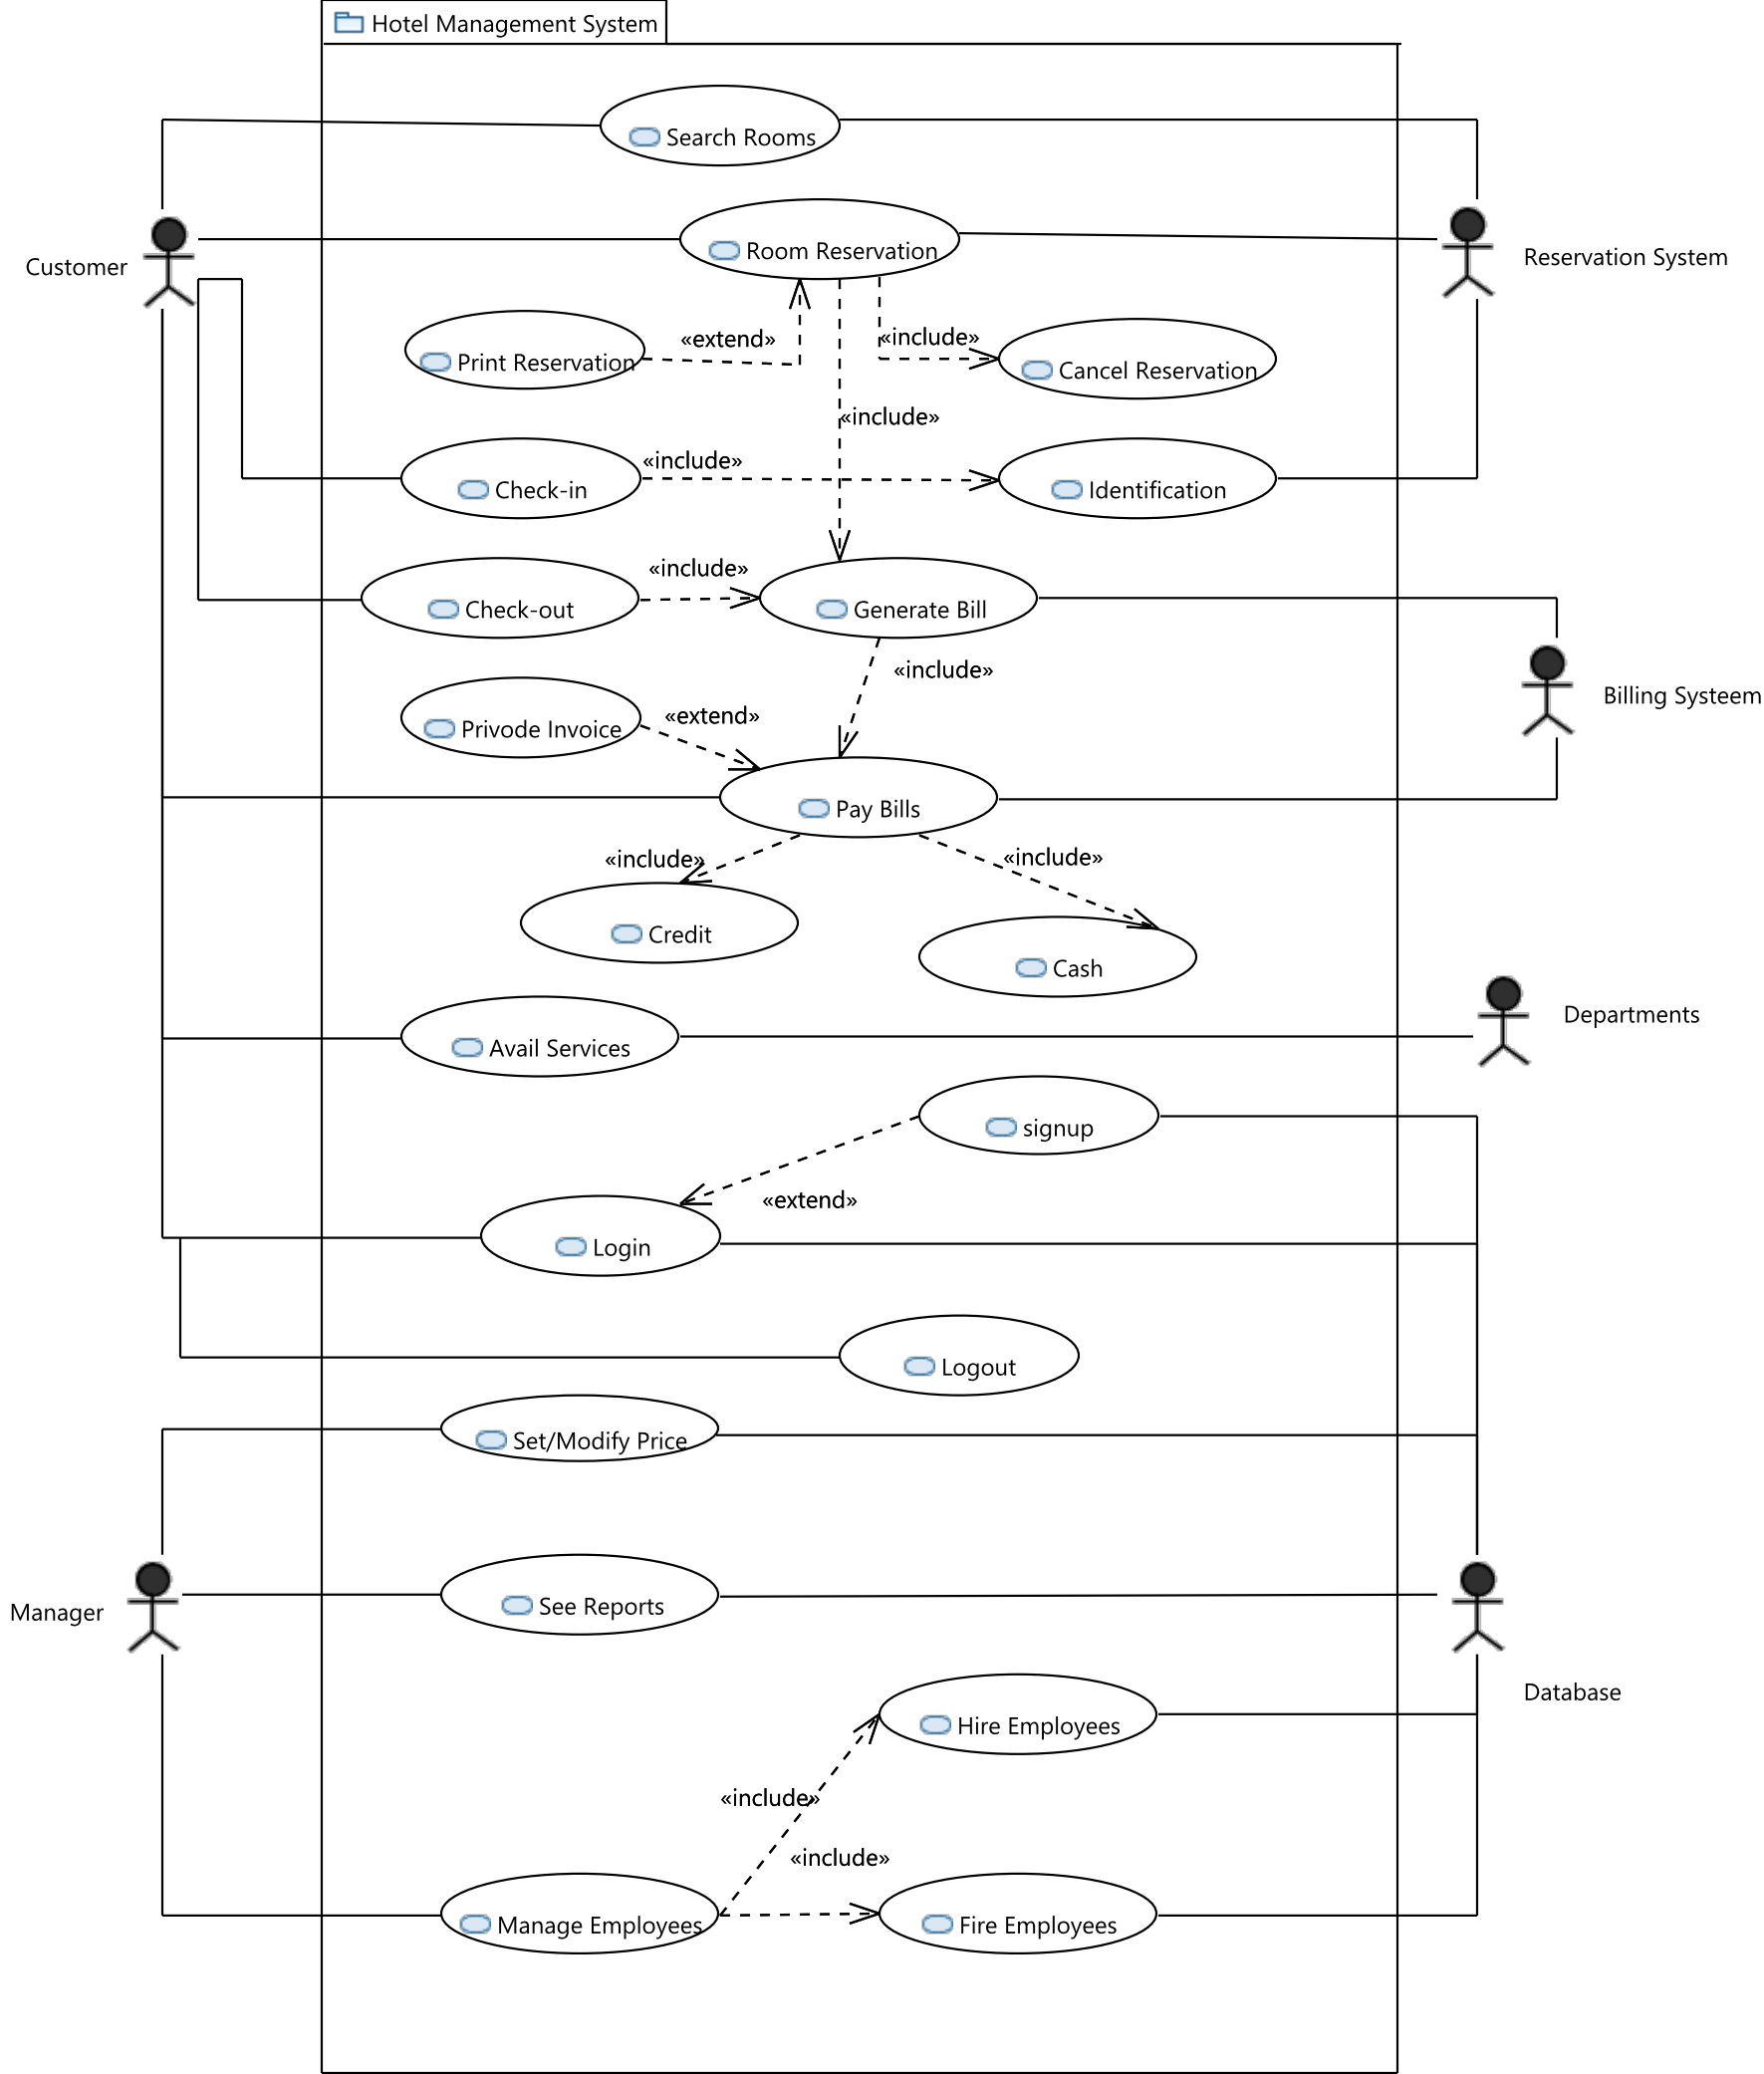 Hotel Management System
Search Rooms
Customer
Room Reservation
Reservation System
Print Reservation
«extend»
«include»
Cancel Reservation
«include»
Check-in
«include»
Identification
Check-out
«include»
Generate Bill
«include»
Privode Invoice
«extend»
Billing Systeem
Pay Bills
«include»
«include»
Credit
Cash
Avail Services
Departments
signup
«extend»
Login
Logout
Set/Modify Price
Manager
See Reports
Database
Hire Employees
«include»
«include»
Manage Employees
Fire Employees